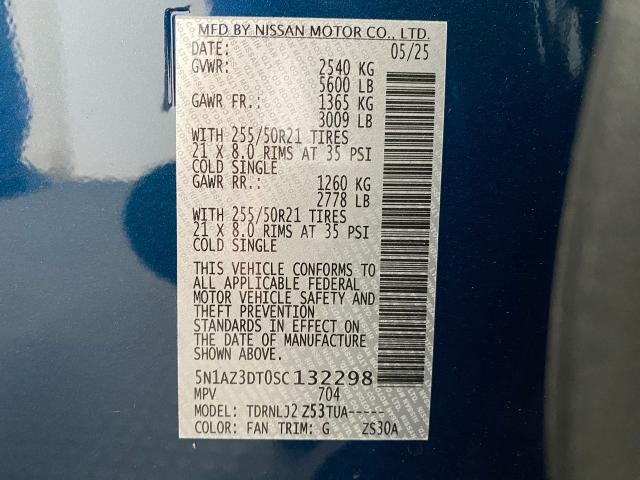 MFD BY NISSAN MOTOR CO., LTD.
DATE: 05/25
GVWR: 2540 KG
5600 LB
GAWR FR.: 1365 KG
3009 LB
WITH 255/50R21 TIRES
21 X 8.0 RIMS AT 35 PSI
COLD SINGLE
GAWR RR.: 1260 KG
2778 LB
WITH 255/50R21 TIRES
21 X 8.0 RIMS AT 35 PSI
COLD SINGLE
THIS VEHICLE CONFORMS TO
ALL APPLICABLE FEDERAL
MOTOR VEHICLE SAFETY AND
THEFT PREVENTION
STANDARDS IN EFFECT ON
THE DATE OF MANUFACTURE
SHOWN ABOVE.
5N1AZ3DT0SC132298
MPV 704
MODEL: TDRNLJ2 Z53TUA-----
COLOR: FAN TRIM: G ZS30A